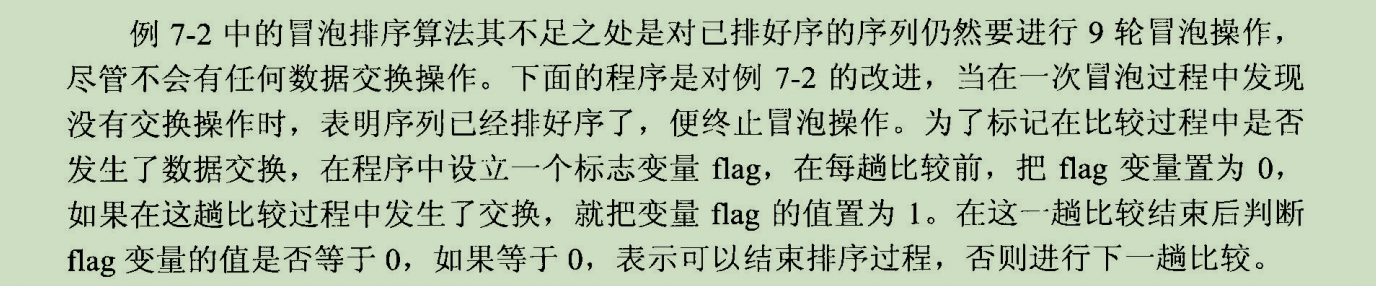 例 7-2 中的冒泡排序算法其不足之处是对已排好序的序列仍然要进行 9 轮冒泡操作，
尽管不会有任何数据交换操作。下面的程序是对例 7-2 的改进，当在一次冒泡过程中发现
没有交换操作时，表明序列已经排好序了，便终止冒泡操作。为了标记在比较过程中是否
发生了数据交换，在程序中设立一个标志变量 flag，在每趟比较前，把 flag 变量置为 0，
如果在这趟比较过程中发生了交换，就把变量 flag 的值置为 1。在这一趟比较结束后判断
flag 变量的值是否等于 0，如果等于 0，表示可以结束排序过程，否则进行下一趟比较。